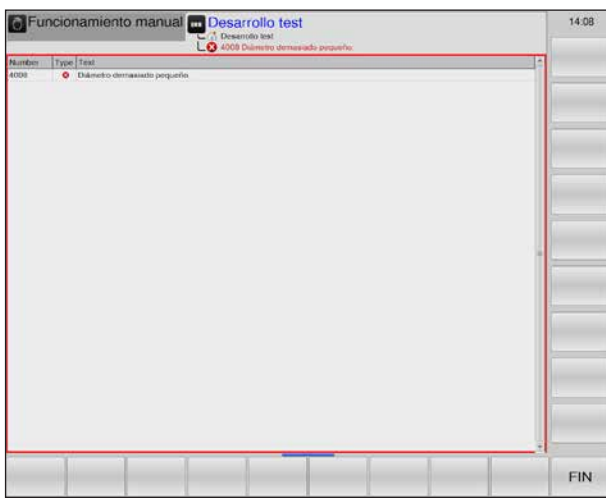 Funcionamiento manual
Desarrollo test
14:08
Desarrollo test
4008 Diámetro demasiado pequeño.
Number Type Text
4008 Diámetro demasiado pequeño.
FIN